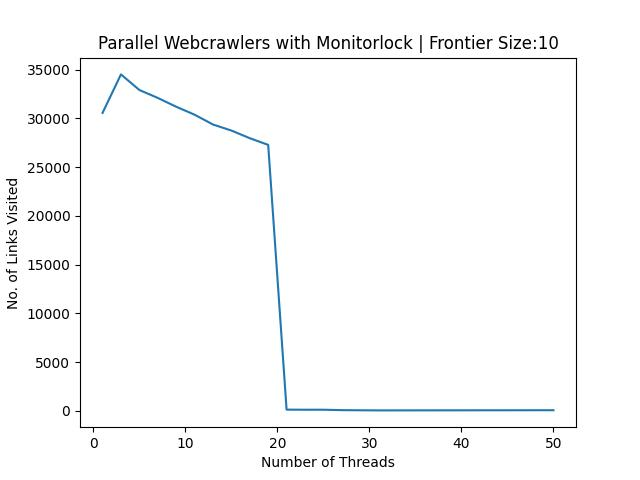 Parallel Webcrawlers with Monitorlock | Frontier Size:10
No. of Links Visited
35000
30000
25000
20000
15000
10000
5000
0
0 10 20 30 40 50
Number of Threads